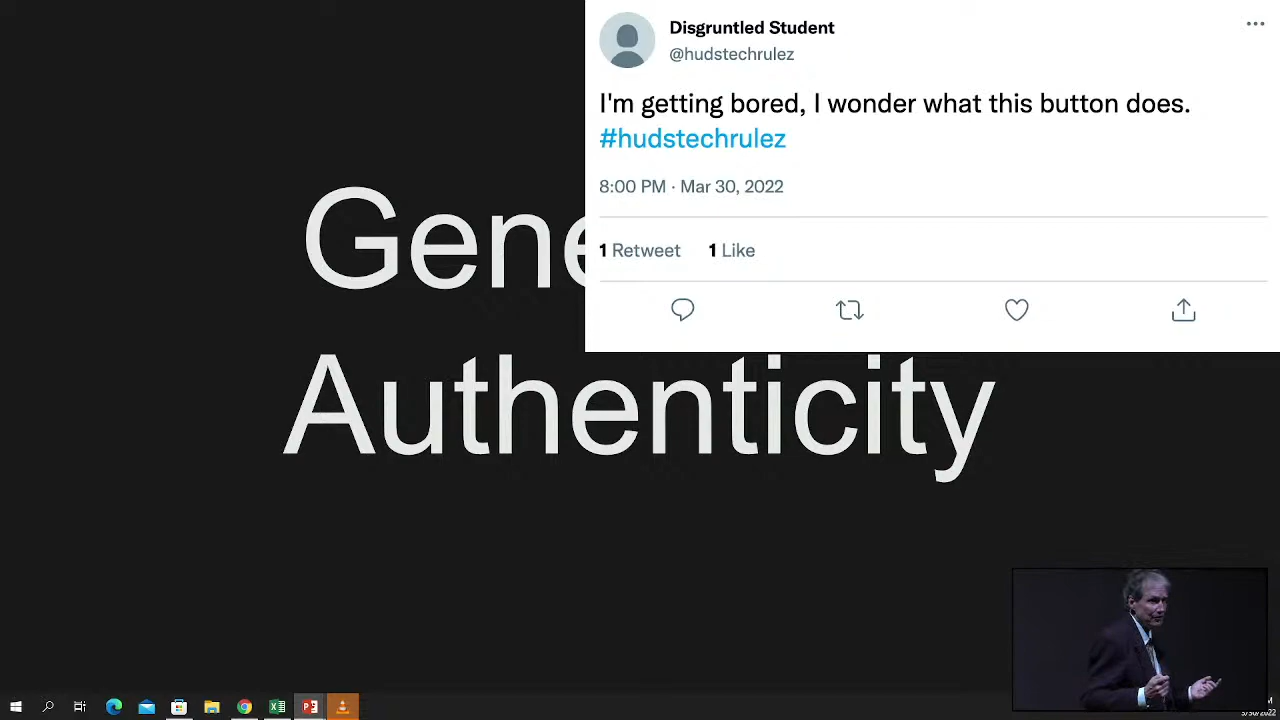 Disgruntled Student
@hudstechrulez
I'm getting bored, I wonder what this button does.
#hudstechrulez
8:00 PM · Mar 30, 2022
1 Retweet 1 Like
Gene
Authenticity